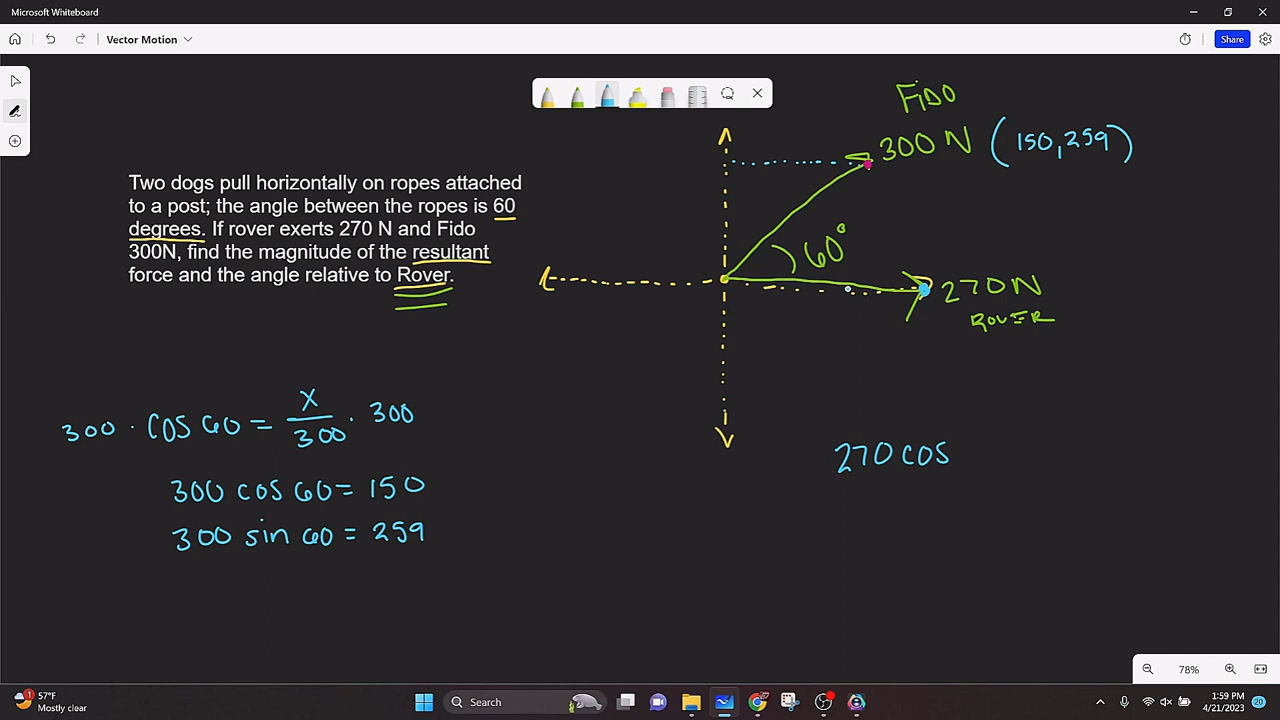 Microsoft Whiteboard
Vector Motion
Share
FiDO
300 N (150,259)
Two dogs pull horizontally on ropes attached
to a post; the angle between the ropes is 60
degrees. If rover exerts 270 N and Fido
300N, find the magnitude of the resultant
force and the angle relative to Rover.
60°
270N
ROVER
300 · cos 60 = x/300 · 300
300 cos 60 = 150
300 sin 60 = 259
270 cos
78%
1
57°F
Mostly clear
Search
1:59 PM
4/21/2023
20